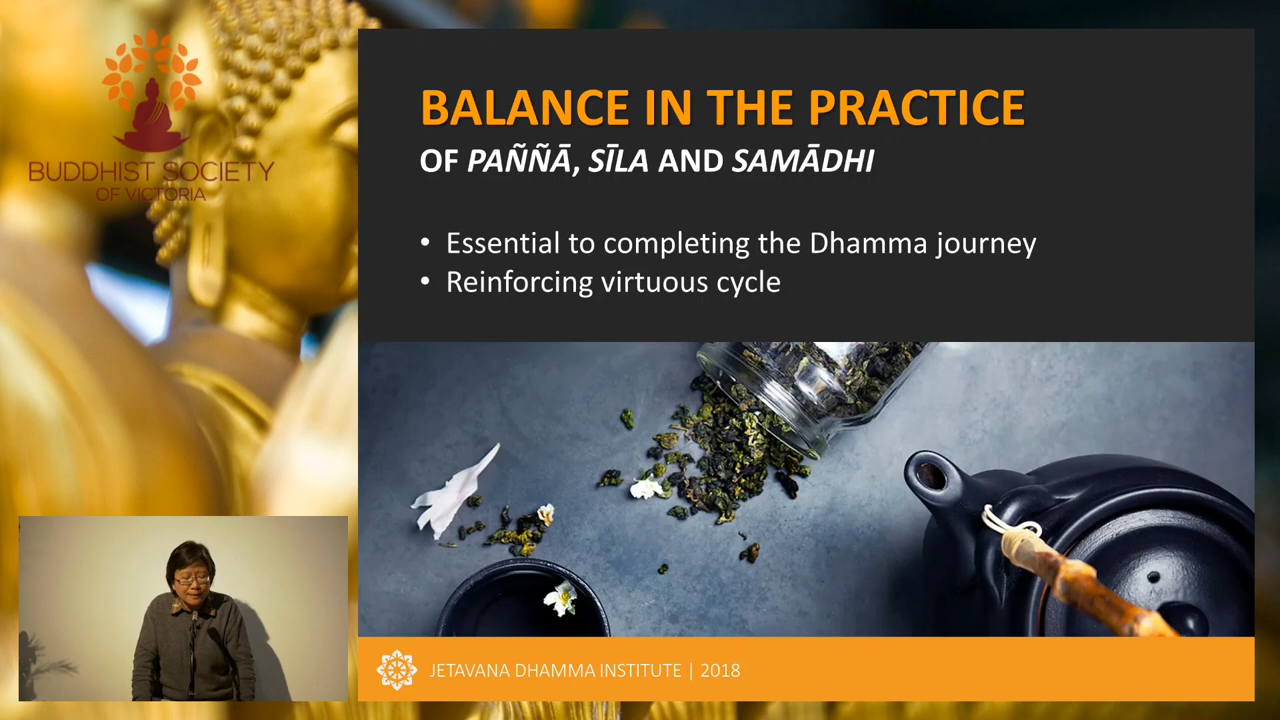 BUDDHIST SOCIETY
OF VICTORIA
BALANCE IN THE PRACTICE
OF PAÑÑĀ, SĪLA AND SAMĀDHI
• Essential to completing the Dhamma journey
• Reinforcing virtuous cycle
JETAVANA DHAMMA INSTITUTE | 2018